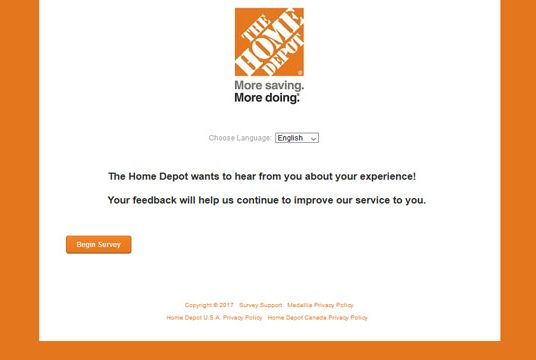 THE
HOME
DEPOT
®
More saving.
More doing.®
Choose Language: English
The Home Depot wants to hear from you about your experience!
Your feedback will help us continue to improve our service to you.
Begin Survey
Copyright © 2017 Survey Support Medallia Privacy Policy
Home Depot U.S.A. Privacy Policy Home Depot Canada Privacy Policy